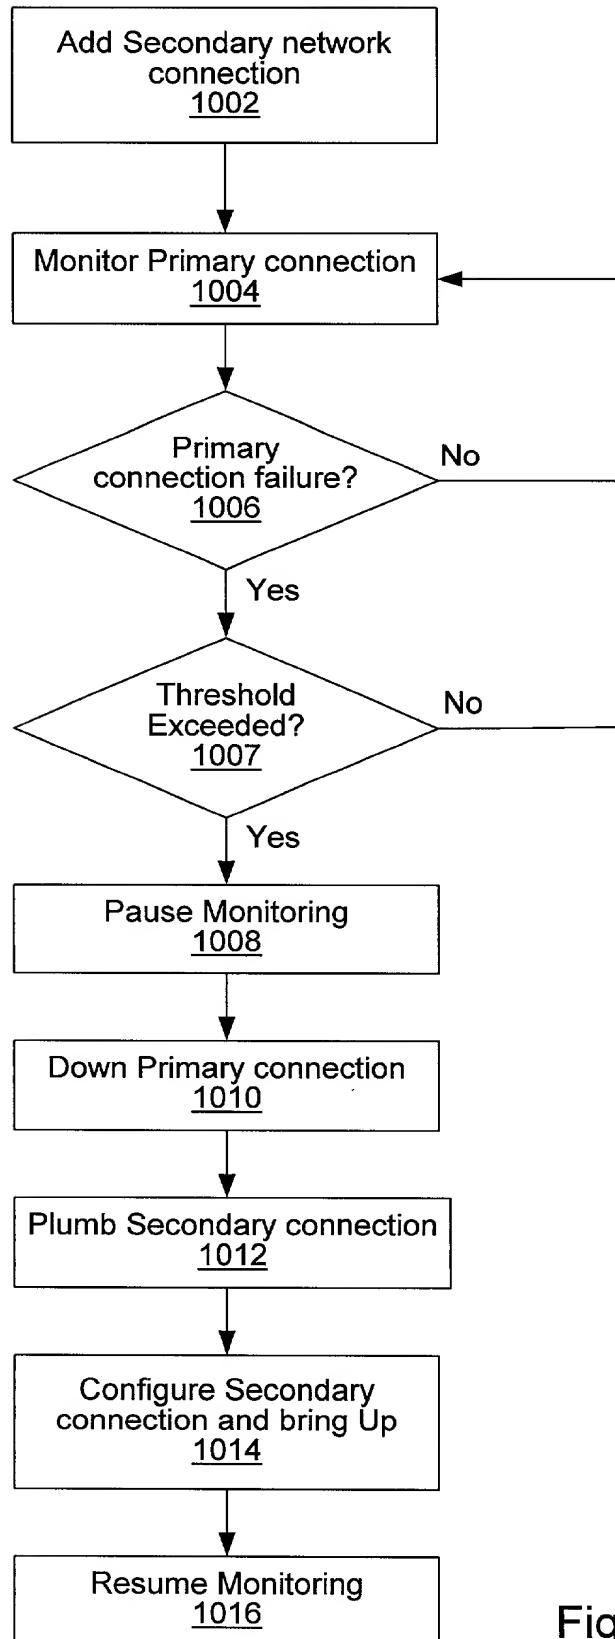 Add Secondary network
connection
1002
Monitor Primary connection
1004
Primary
connection failure?
1006
No
Yes
Threshold
Exceeded?
1007
No
Yes
Pause Monitoring
1008
Down Primary connection
1010
Plumb Secondary connection
1012
Configure Secondary
connection and bring Up
1014
Resume Monitoring
1016
Fig